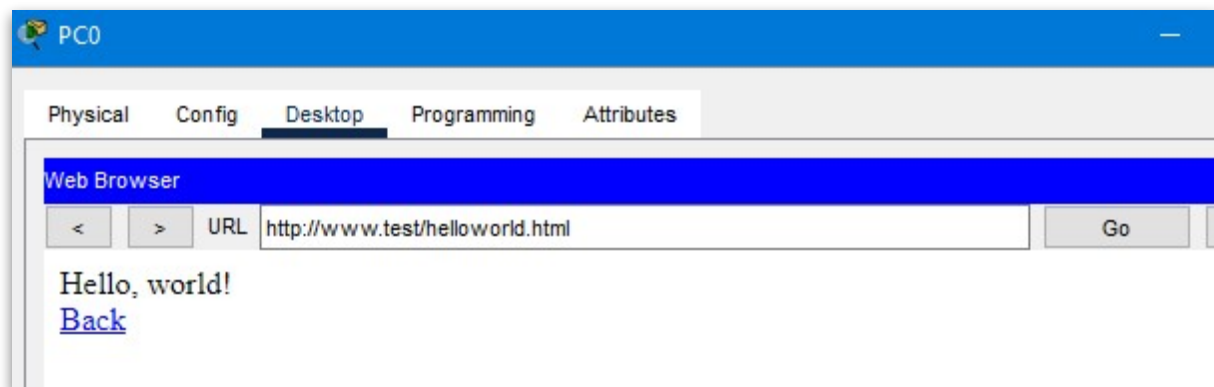 PC0
Physical Config Desktop Programming Attributes
Web Browser
< > URL http://www.test/helloworld.html Go
Hello, world!
Back